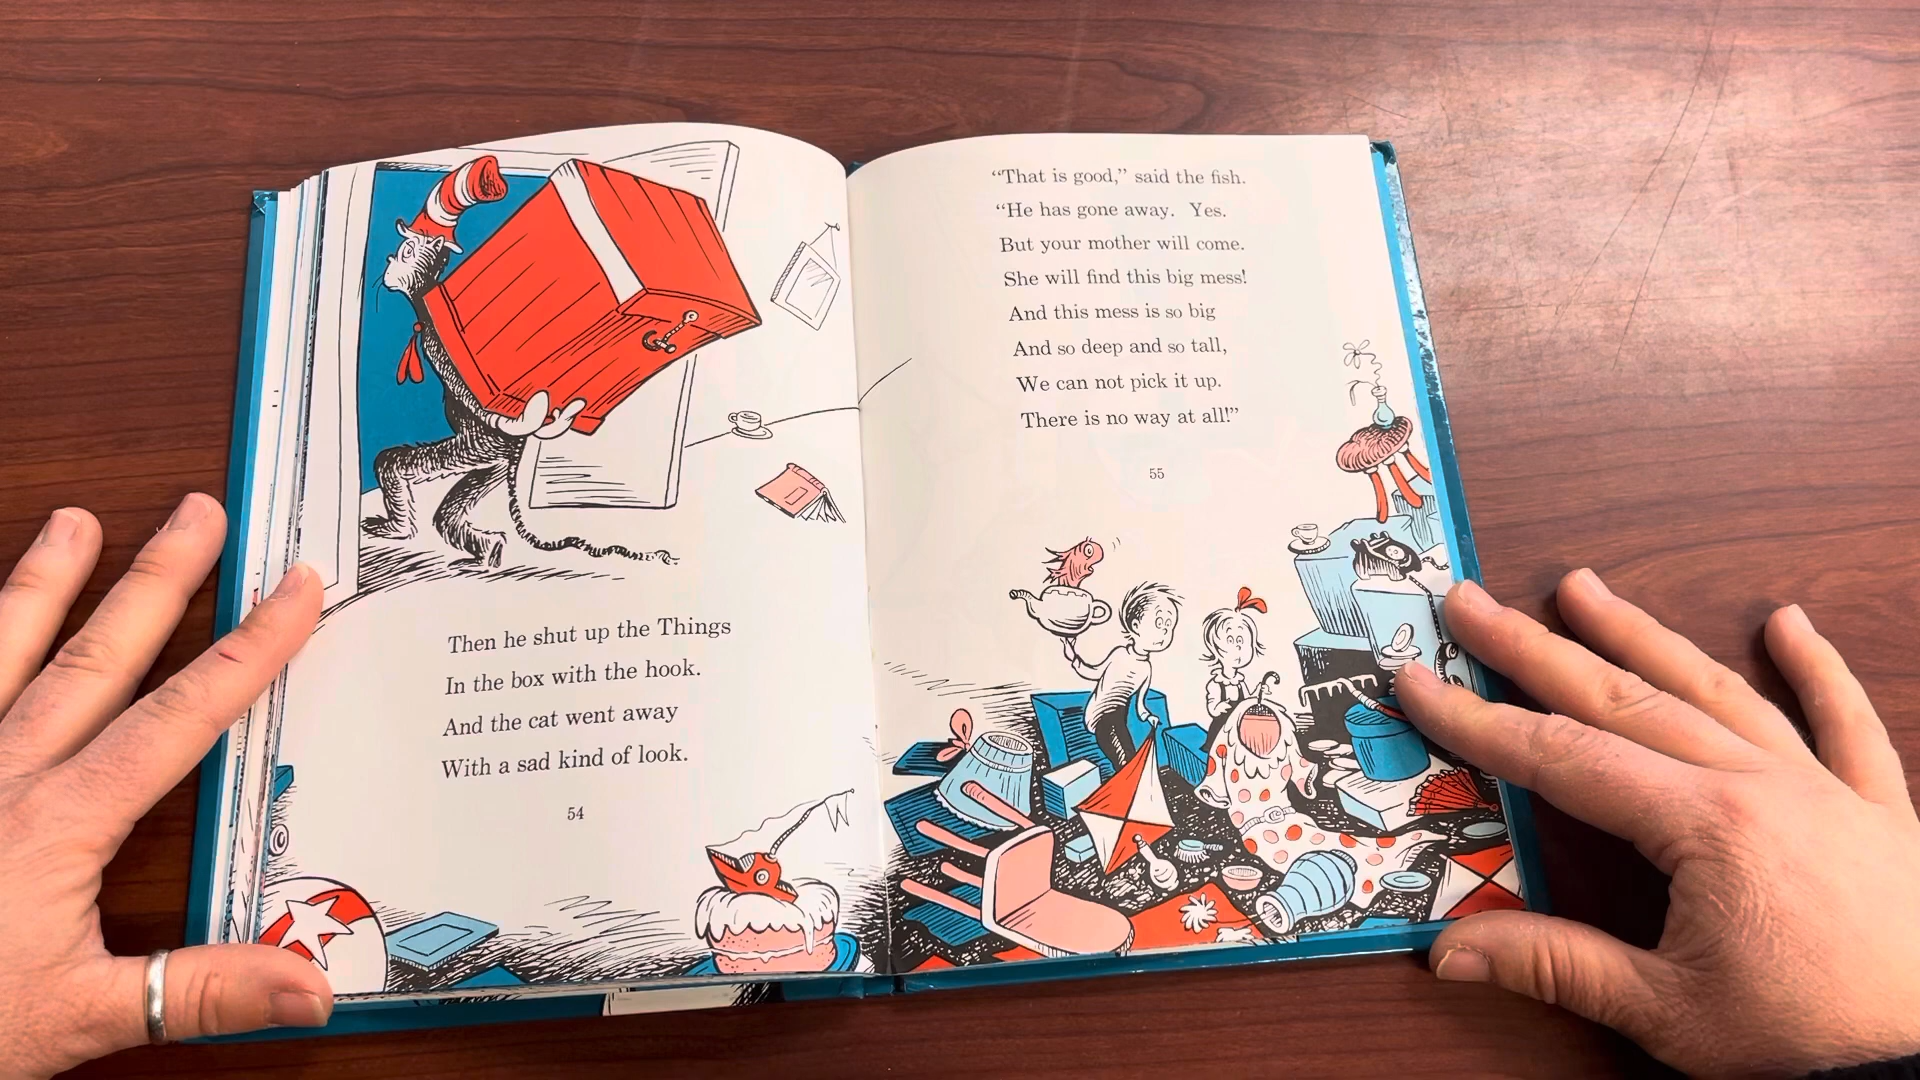 Then he shut up the Things
In the box with the hook.
And the cat went away
With a sad kind of look.
54
“That is good,” said the fish.
“He has gone away. Yes.
But your mother will come.
She will find this big mess!
And this mess is so big
And so deep and so tall,
We can not pick it up.
There is no way at all!”
55